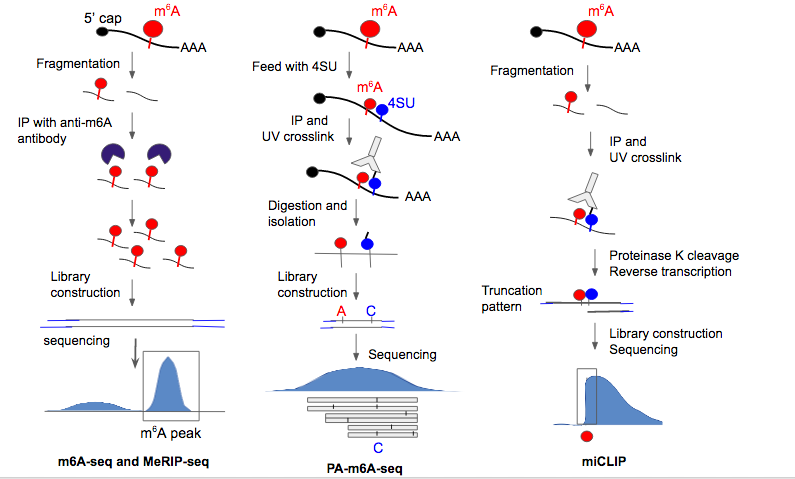 5' cap
m⁶A
AAA
Fragmentation
IP with anti-m6A
antibody
Library
construction
sequencing
m⁶A peak
m6A-seq and MeRIP-seq
m⁶A
AAA
Feed with 4SU
m⁶A
4SU
AAA
IP and
UV crosslink
AAA
Digestion and
isolation
Library
construction
A C
Sequencing
C
PA-m6A-seq
m⁶A
AAA
Fragmentation
IP and
UV crosslink
Proteinase K cleavage
Reverse transcription
Truncation
pattern
Library construction
Sequencing
miCLIP